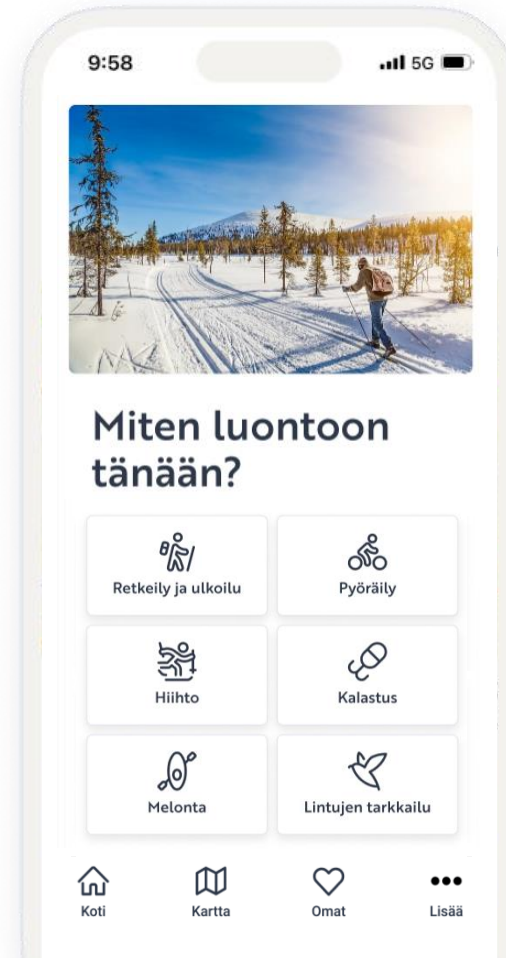 9:58 5G
Miten luontoon
tänään?
Retkeily ja ulkoilu Pyöräily
Hiihto Kalastus
Melonta Lintujen tarkkailu
Koti Kartta Omat Lisää